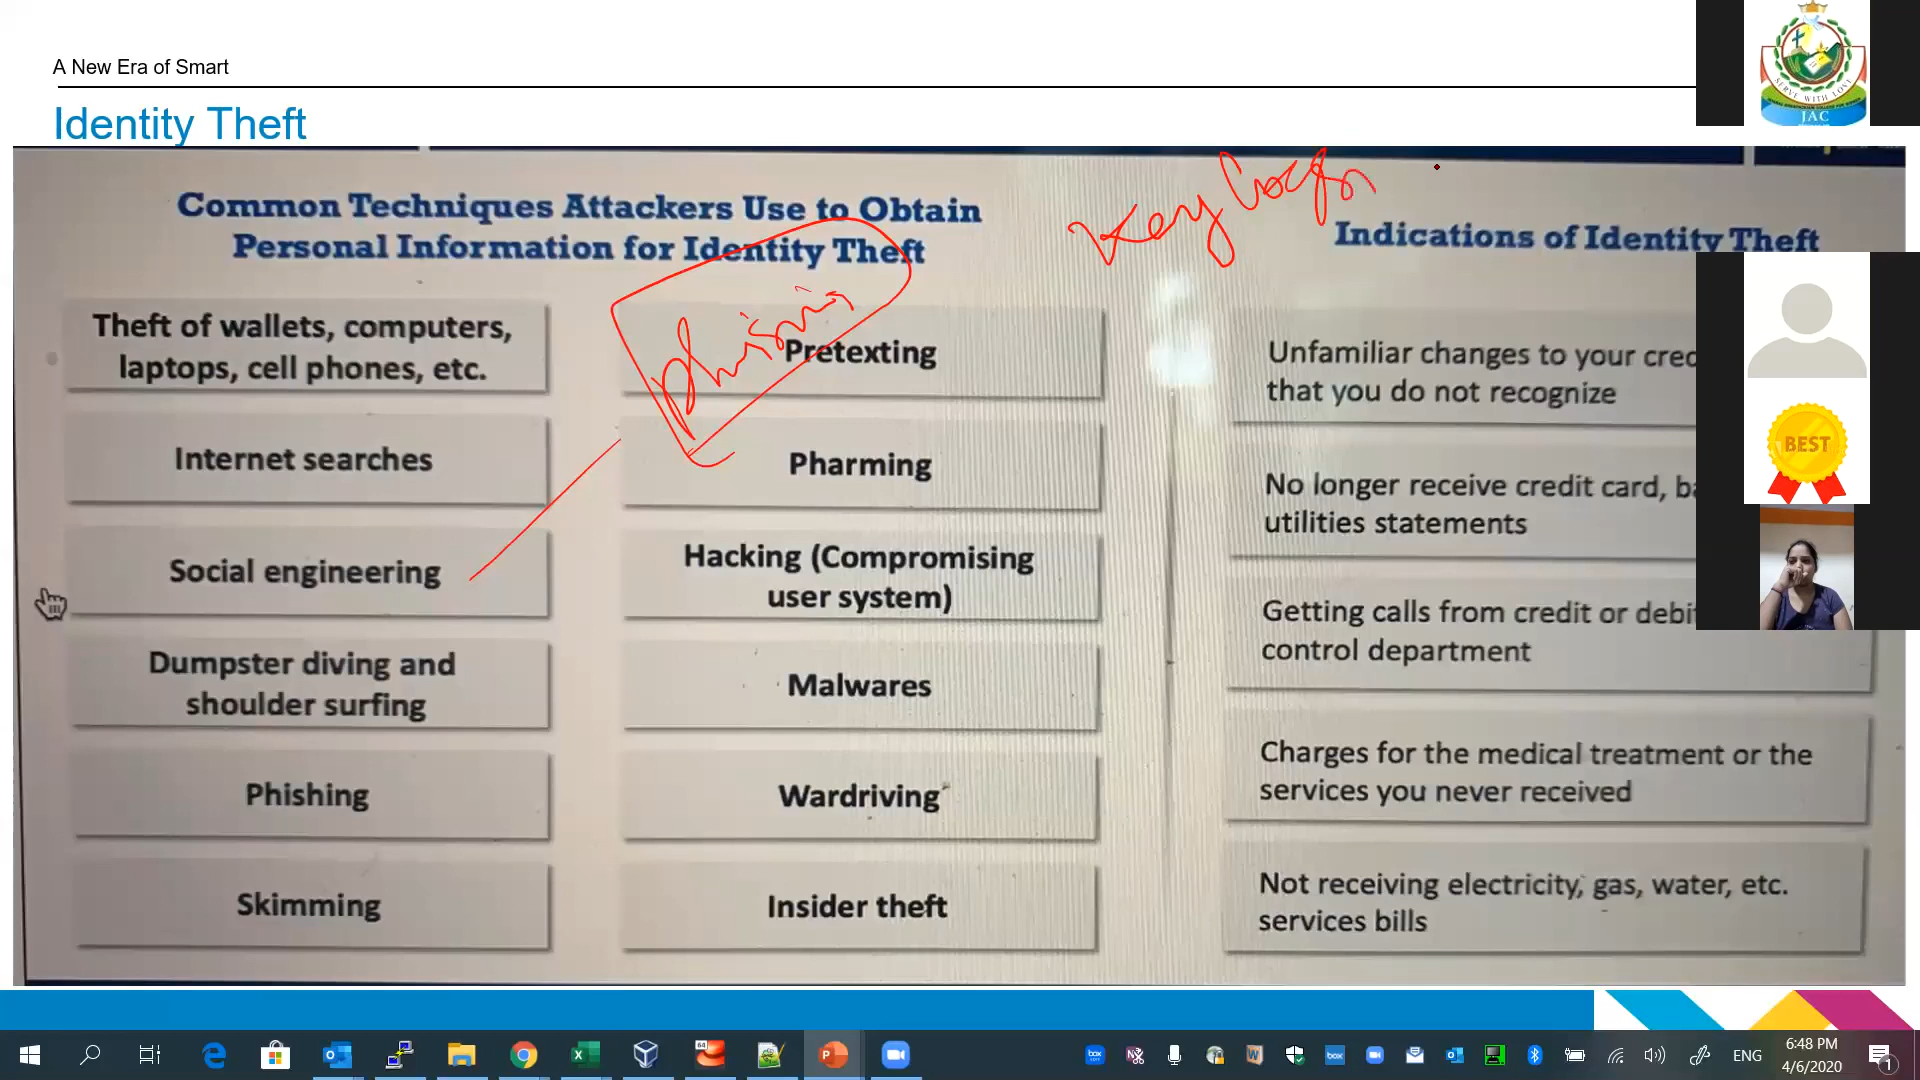 A New Era of Smart
Identity Theft
Common Techniques Attackers Use to Obtain
Personal Information for Identity Theft
Theft of wallets, computers,
laptops, cell phones, etc.
Internet searches
Social engineering
Dumpster diving and
shoulder surfing
Phishing
Skimming
Pretexting
Pharming
Hacking (Compromising
user system)
Malwares
Wardriving
Insider theft
Key
Indications of Identity Theft
Unfamiliar changes to your cred
that you do not recognize
No longer receive credit card, ba
utilities statements
Getting calls from credit or debi
control department
Charges for the medical treatment or the
services you never received
Not receiving electricity, gas, water, etc.
services bills
SERVE WITH LOVE
JAC
BEST
ENG
6:48 PM
4/6/2020
1